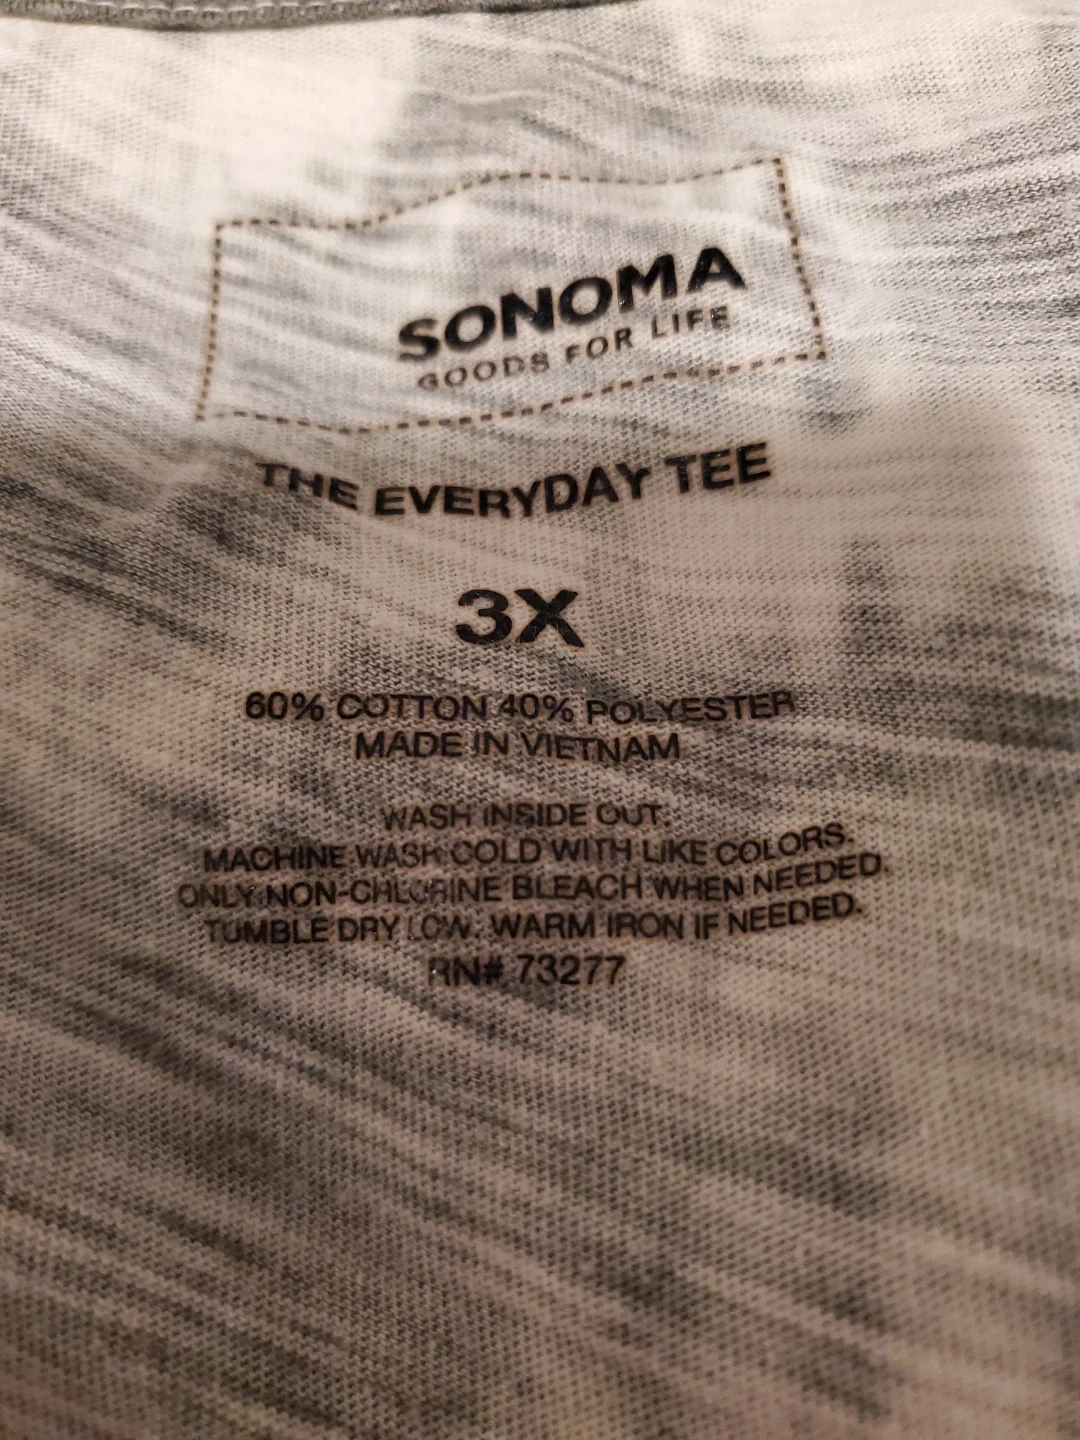 SONOMA
GOODS FOR LIFE
THE EVERYDAY TEE
3X
60% COTTON 40% POLYESTER
MADE IN VIETNAM
WASH INSIDE OUT.
MACHINE WASH COLD WITH LIKE COLORS.
ONLY NON-CHLORINE BLEACH WHEN NEEDED.
TUMBLE DRY LOW. WARM IRON IF NEEDED.
RN# 73277